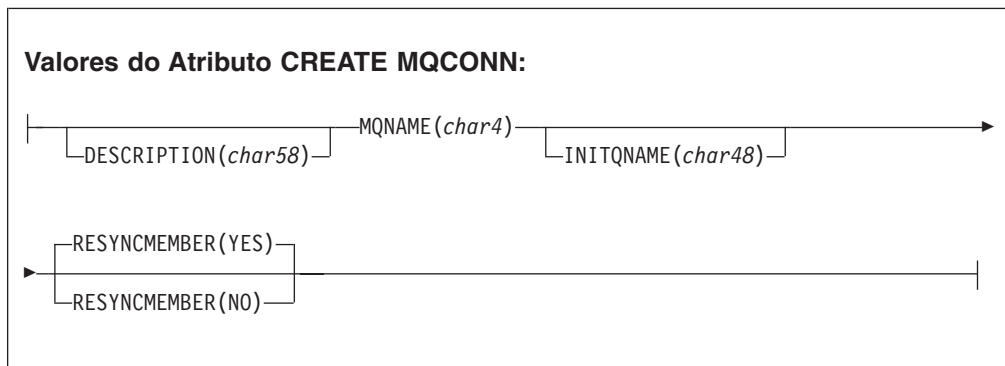 Valores do Atributo CREATE MQCONN:
MQNAME(char4)
DESCRIPTION(char58)
INITQNAME(char48)
RESYNCMEMBER(YES)
RESYNCMEMBER(NO)